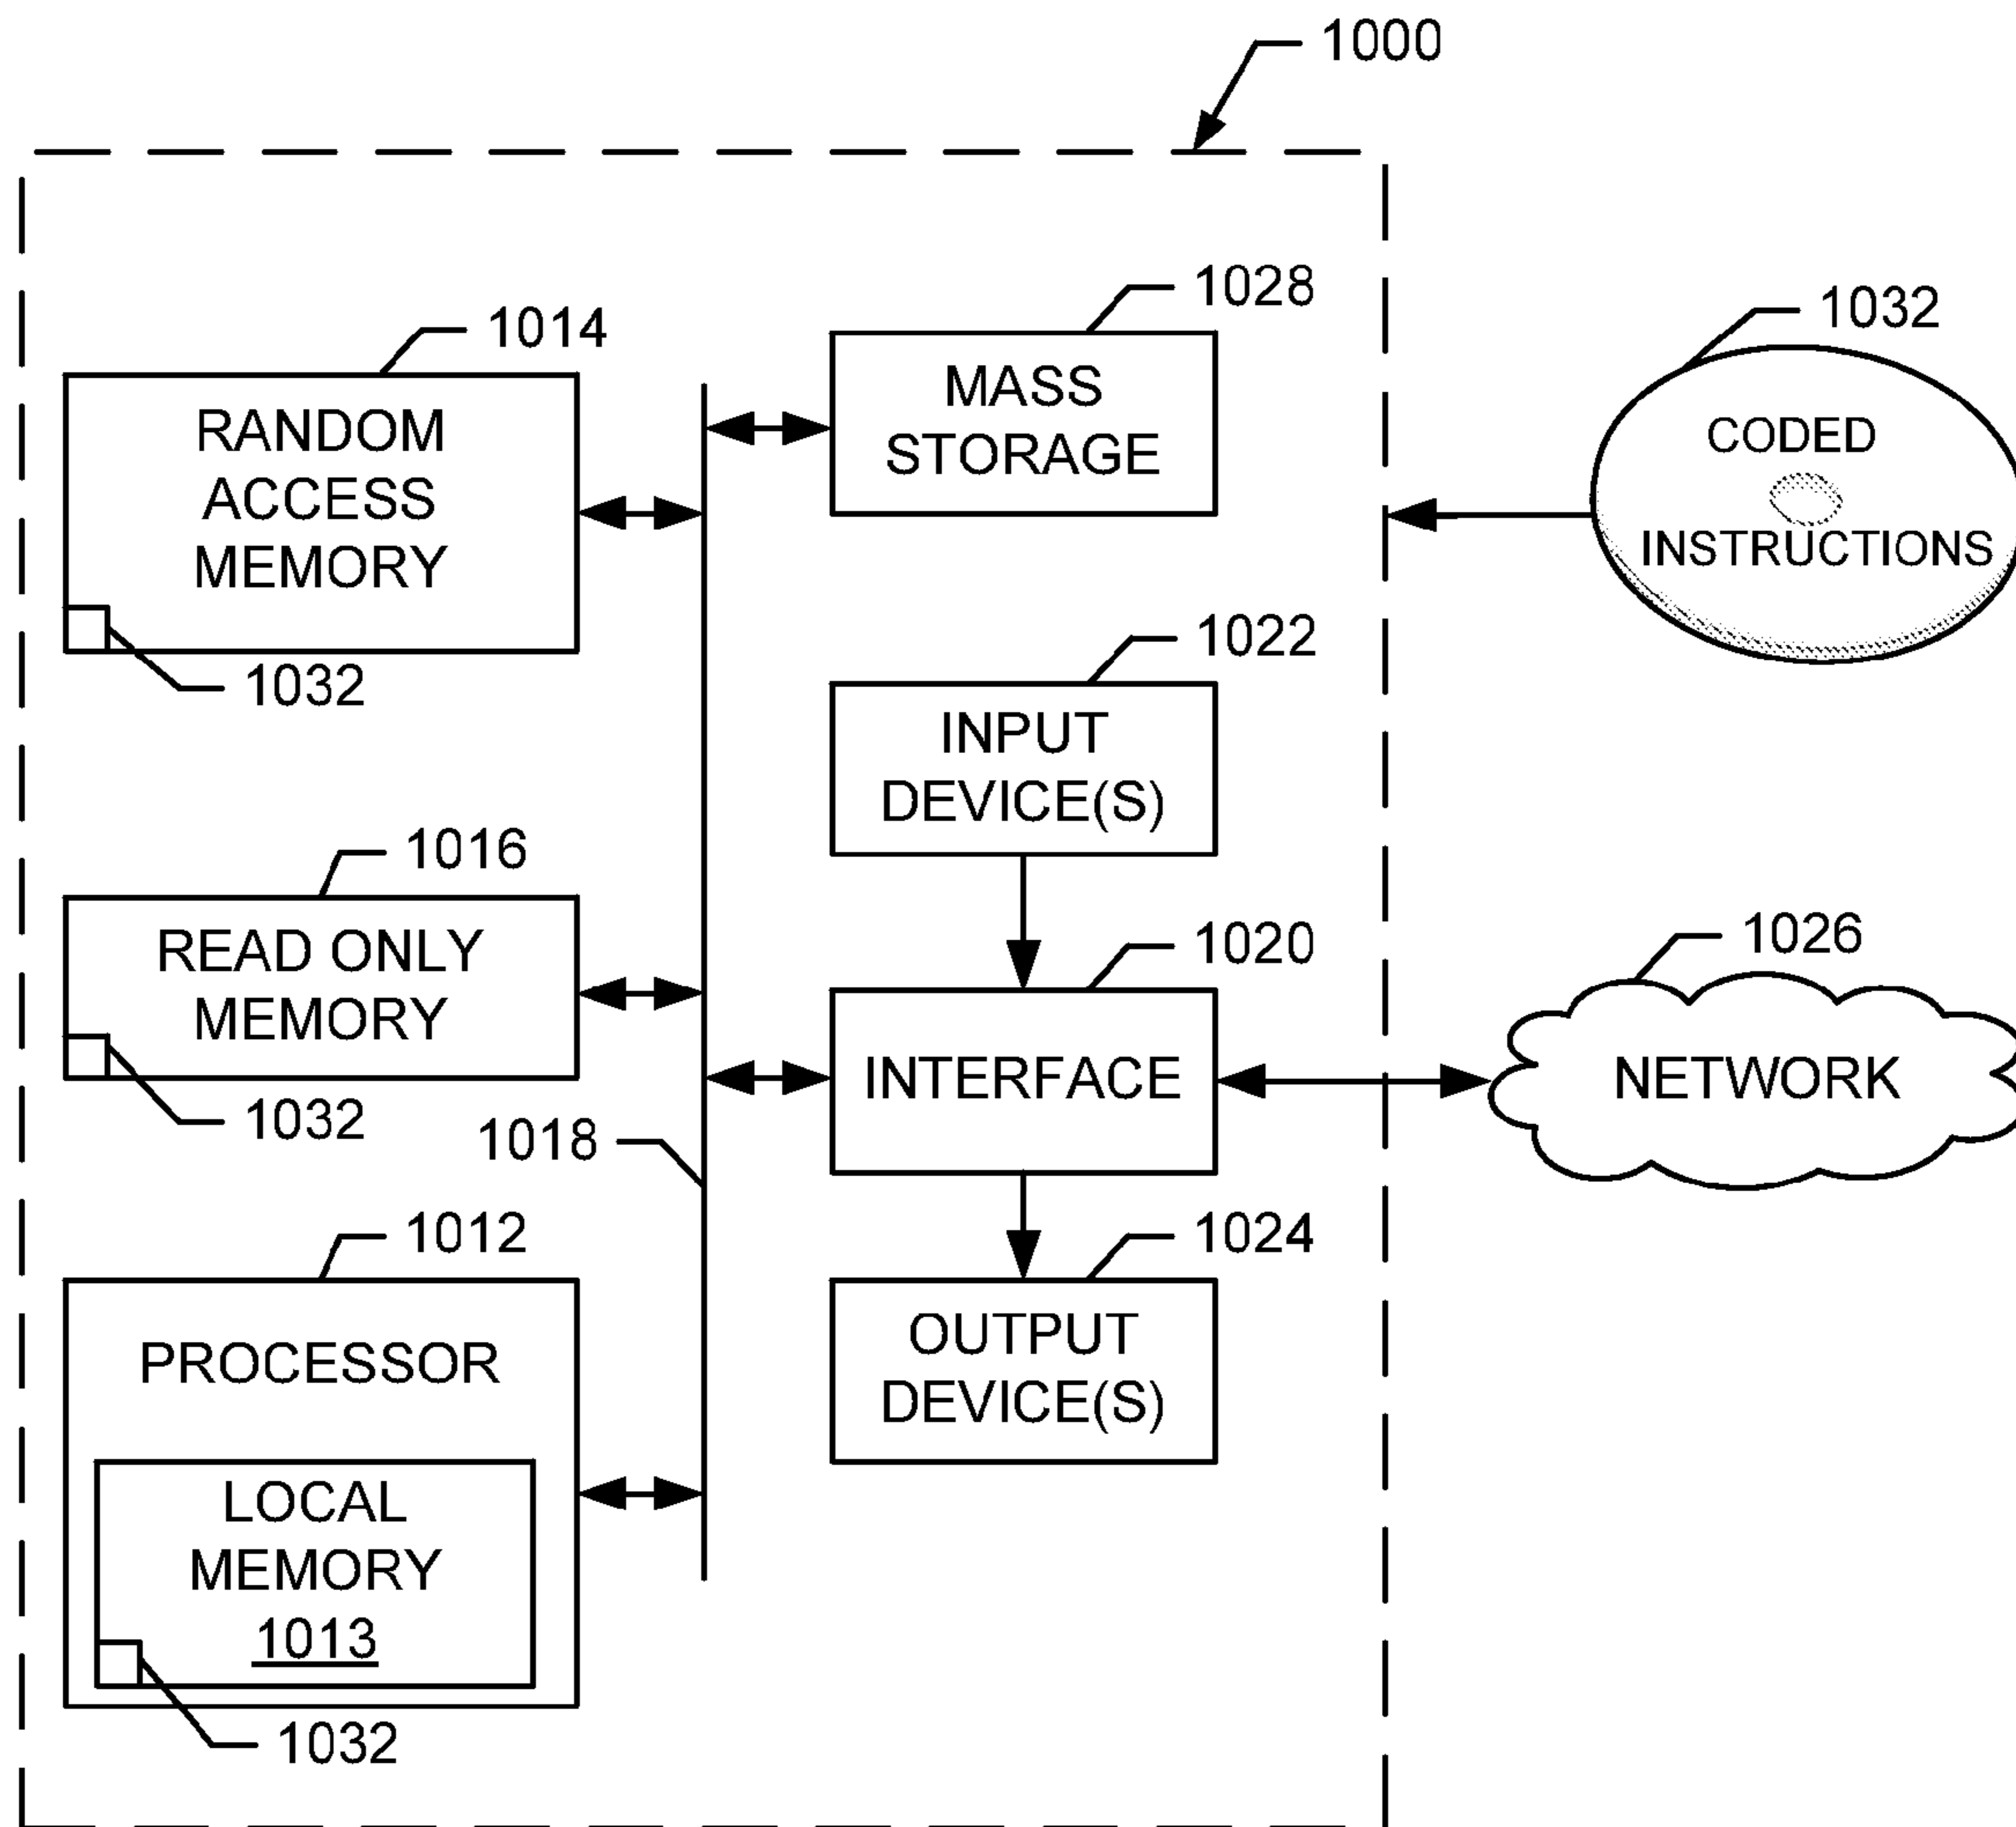 1000
1028
1014
MASS
STORAGE
RANDOM
ACCESS
MEMORY
1032
1032
CODED
INSTRUCTIONS
1022
INPUT
DEVICE(S)
1016
READ ONLY
MEMORY
1032
1018
1020
INTERFACE
1026
NETWORK
1012
PROCESSOR
LOCAL
MEMORY
1013
1032
1024
OUTPUT
DEVICE(S)